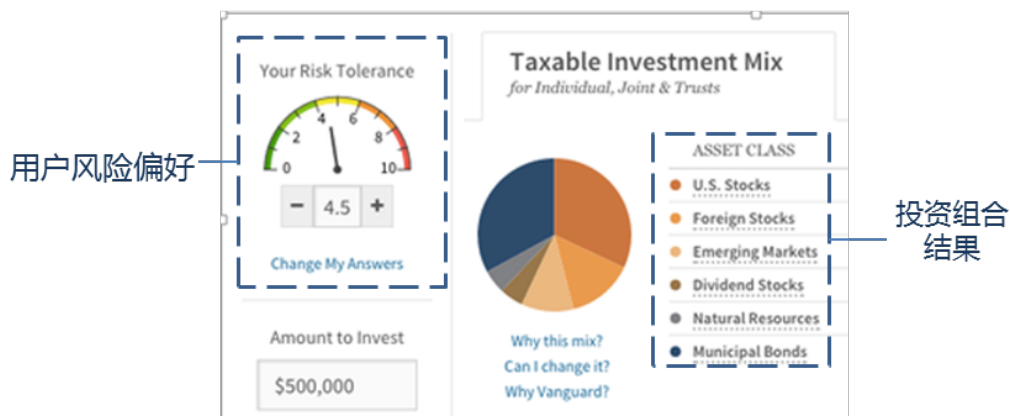 用户风险偏好
Your Risk Tolerance
0
2
4
6
8
10
− 4.5 +
Change My Answers
Amount to Invest
$500,000
Taxable Investment Mix
for Individual, Joint & Trusts
Why this mix?
Can I change it?
Why Vanguard?
ASSET CLASS
U.S. Stocks
Foreign Stocks
Emerging Markets
Dividend Stocks
Natural Resources
Municipal Bonds
投资组合
结果